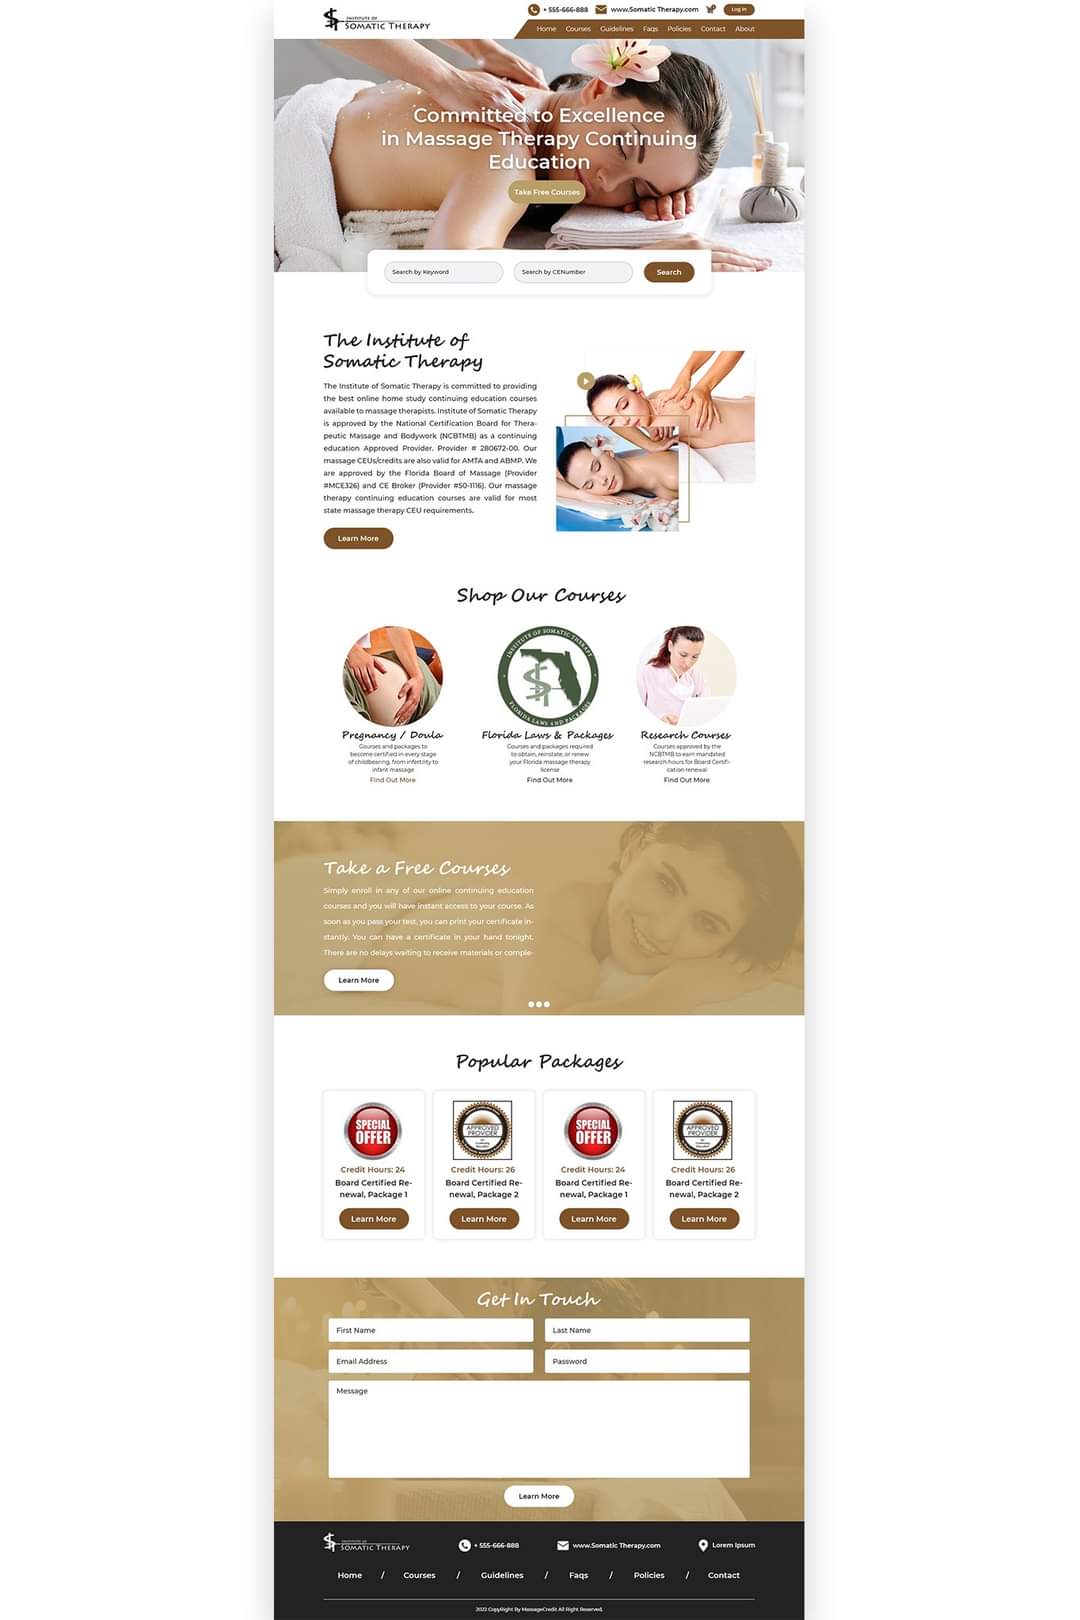 INSTITUTE OF
SOMATIC THERAPY
+ 555-666-888
www.Somatic Therapy.com
Log in
Home Courses Guidelines Faqs Policies Contact About
Committed to Excellence
in Massage Therapy Continuing
Education
Take Free Courses
Search by Keyword
Search by CENumber
Search
The Institute of
Somatic Therapy
The Institute of Somatic Therapy is committed to providing
the best online home study continuing education courses
available to massage therapists. Institute of Somatic Therapy
is approved by the National Certification Board for Thera-
peutic Massage and Bodywork (NCBTMB) as a continuing
education Approved Provider. Provider # 280672-00. Our
massage CEUs/credits are also valid for AMTA and ABMP. We
are approved by the Florida Board of Massage (Provider
#MCE326) and CE Broker (Provider #50-1116). Our massage
therapy continuing education courses are valid for most
state massage therapy CEU requirements.
Learn More
Shop Our Courses
INSTITUTE OF SOMATIC THERAPY
FLORIDA LAWS AND PACKAGES
Pregnancy / Doula
Courses and packages to
become certified in every stage
of childbearing, from infertility to
infant massage
Find Out More
Florida Laws & Packages
Courses and packages required
to obtain, reinstate, or renew
your Florida massage therapy
license
Find Out More
Research Courses
Courses approved by the
NCBTMB to earn mandated
research hours for Board Certifi-
cation renewal
Find Out More
Take a Free Courses
Simply enroll in any of our online continuing education
courses and you will have instant access to your course. As
soon as you pass your test, you can print your certificate in-
stantly. You can have a certificate in your hand tonight.
There are no delays waiting to receive materials or comple-
Learn More
Popular Packages
SPECIAL
OFFER
Credit Hours: 24
Board Certified Re-
newal, Package 1
Learn More
APPROVED
PROVIDER
Credit Hours: 26
Board Certified Re-
newal, Package 2
Learn More
SPECIAL
OFFER
Credit Hours: 24
Board Certified Re-
newal, Package 1
Learn More
APPROVED
PROVIDER
Credit Hours: 26
Board Certified Re-
newal, Package 2
Learn More
Get In Touch
First Name
Last Name
Email Address
Password
Message
Learn More
INSTITUTE OF
SOMATIC THERAPY
+ 555-666-888
www.Somatic Therapy.com
Lorem Ipsum
Home / Courses / Guidelines / Faqs / Policies / Contact
2022 CopyRight By MassageCredit All Right Reserved.